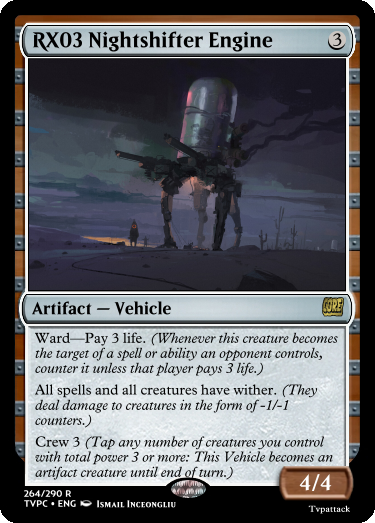 RX03 Nightshifter Engine 3
Artifact — Vehicle CORE
Ward—Pay 3 life. (Whenever this creature becomes
the target of a spell or ability an opponent controls,
counter it unless that player pays 3 life.)
All spells and all creatures have wither. (They
deal damage to creatures in the form of -1/-1
counters.)
Crew 3 (Tap any number of creatures you control
with total power 3 or more: This Vehicle becomes an
artifact creature until end of turn.)
4/4
264/290 R
TVPC • ENG Ismail Inceongliu
Tvpattack